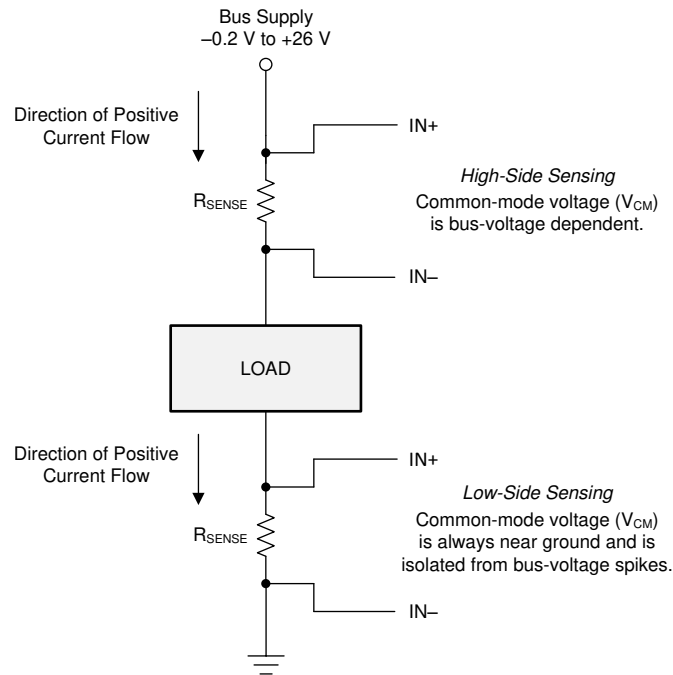 Bus Supply
–0.2 V to +26 V
Direction of Positive
Current Flow
IN+
RSENSE
High-Side Sensing
Common-mode voltage (VCM)
is bus-voltage dependent.
IN–
LOAD
Direction of Positive
Current Flow
IN+
RSENSE
Low-Side Sensing
Common-mode voltage (VCM)
is always near ground and is
isolated from bus-voltage spikes.
IN–